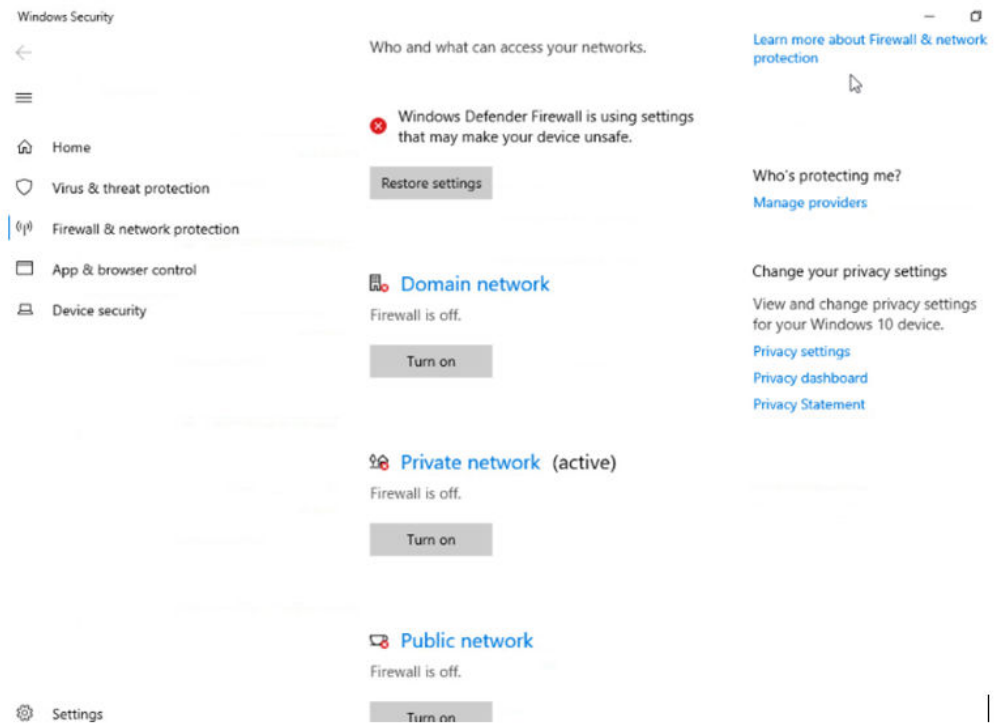 Windows Security
Home
Virus & threat protection
Firewall & network protection
App & browser control
Device security
Settings
Who and what can access your networks.
Windows Defender Firewall is using settings
that may make your device unsafe.
Restore settings
Domain network
Firewall is off.
Turn on
Private network (active)
Firewall is off.
Turn on
Public network
Firewall is off.
Turn on
Learn more about Firewall & network
protection
Who's protecting me?
Manage providers
Change your privacy settings
View and change privacy settings
for your Windows 10 device.
Privacy settings
Privacy dashboard
Privacy Statement